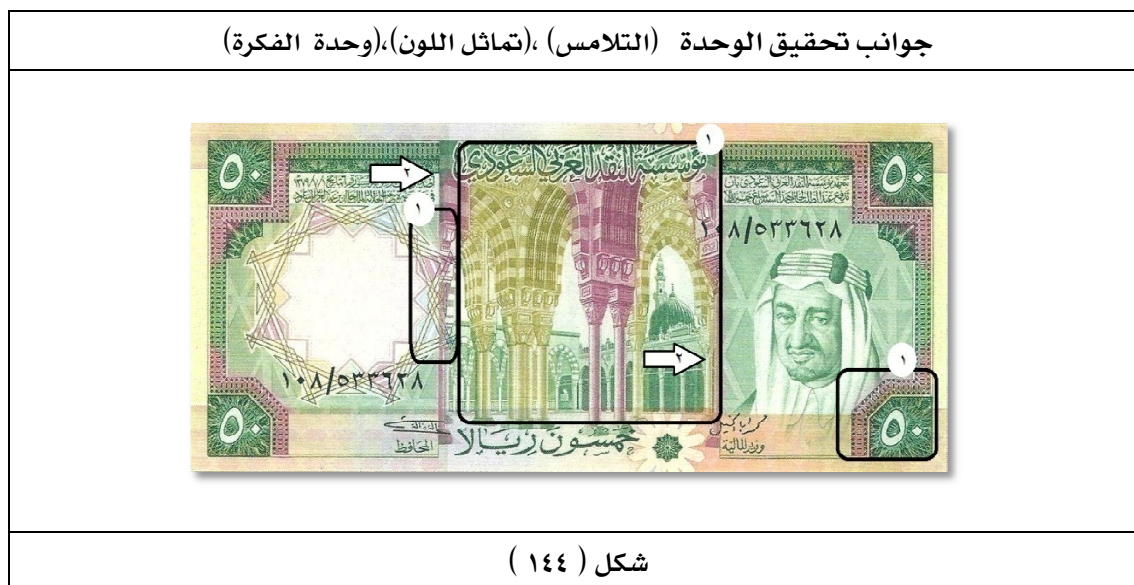 جوانب تحقيق الوحدة (التلامس) ،(تماثل اللون)،(وحدة الفكرة)
١
مؤسسة النقد العربي السعودي
٥٠
٥٠
٢
١
١٠٨/٥٣٣٦٢٨
٢
١
١٠٨/٥٣٣٦٢٨
٥٠
٥٠
وزير المالية
خمسون ريالا
المحافظ
شكل ( ١٤٤ )